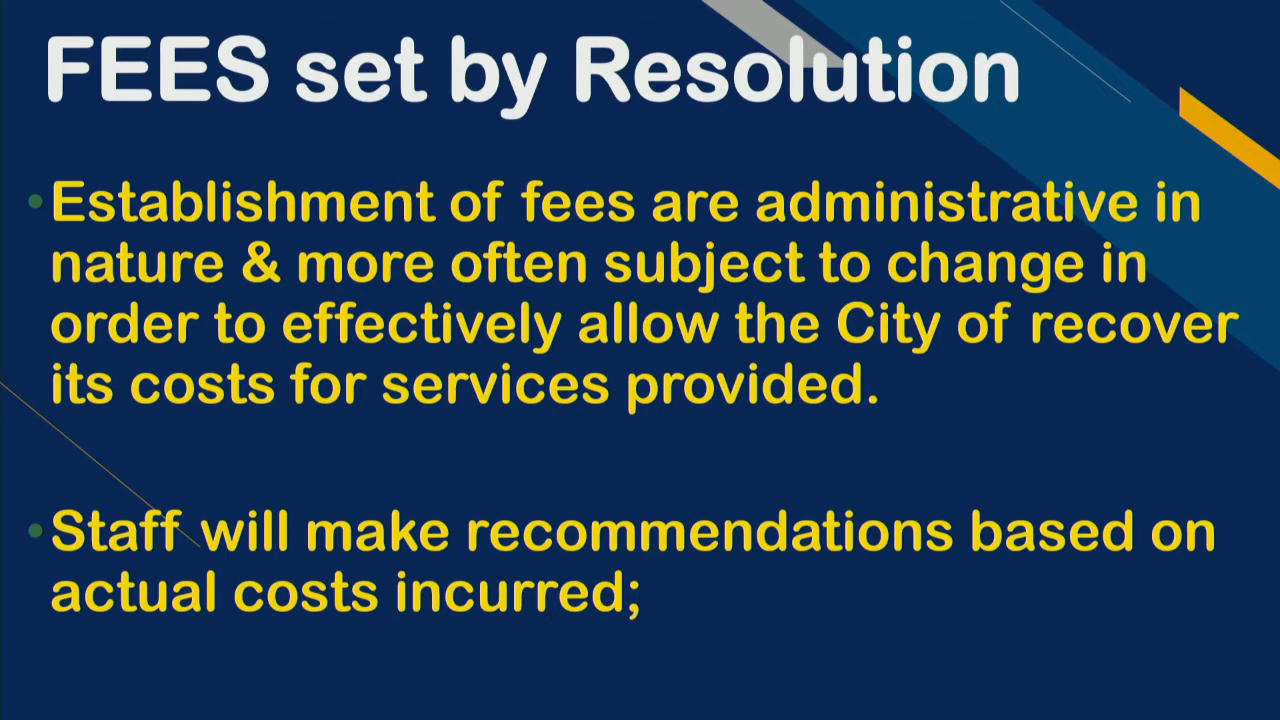 FEES set by Resolution
•Establishment of fees are administrative in
nature & more often subject to change in
order to effectively allow the City of recover
its costs for services provided.
•Staff will make recommendations based on
actual costs incurred;